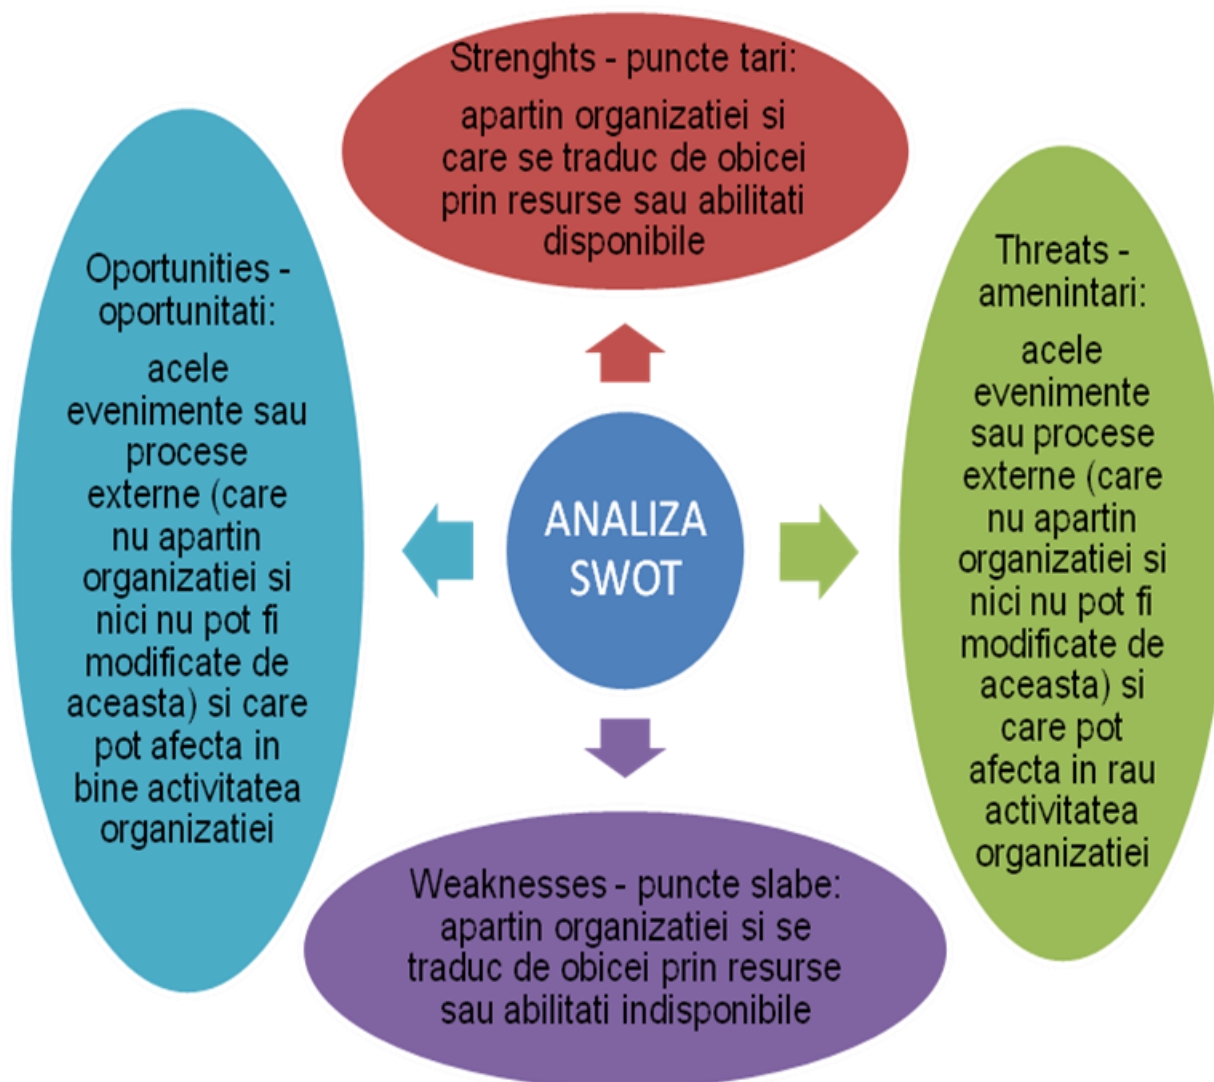 Strenghts - puncte tari:
apartin organizatiei si
care se traduc de obicei
prin resurse sau abilitati
disponibile
Oportunities -
oportunitati:
acele
evenimente sau
procese
externe (care
nu apartin
organizatiei si
nici nu pot fi
modificate de
aceasta) si care
pot afecta in
bine activitatea
organizatiei
ANALIZA
SWOT
Threats -
amenintari:
acele
evenimente
sau procese
externe (care
nu apartin
organizatiei si
nici nu pot fi
modificate de
aceasta) si
care pot
afecta in rau
activitatea
organizatiei
Weaknesses - puncte slabe:
apartin organizatiei si se
traduc de obicei prin resurse
sau abilitati indisponibile